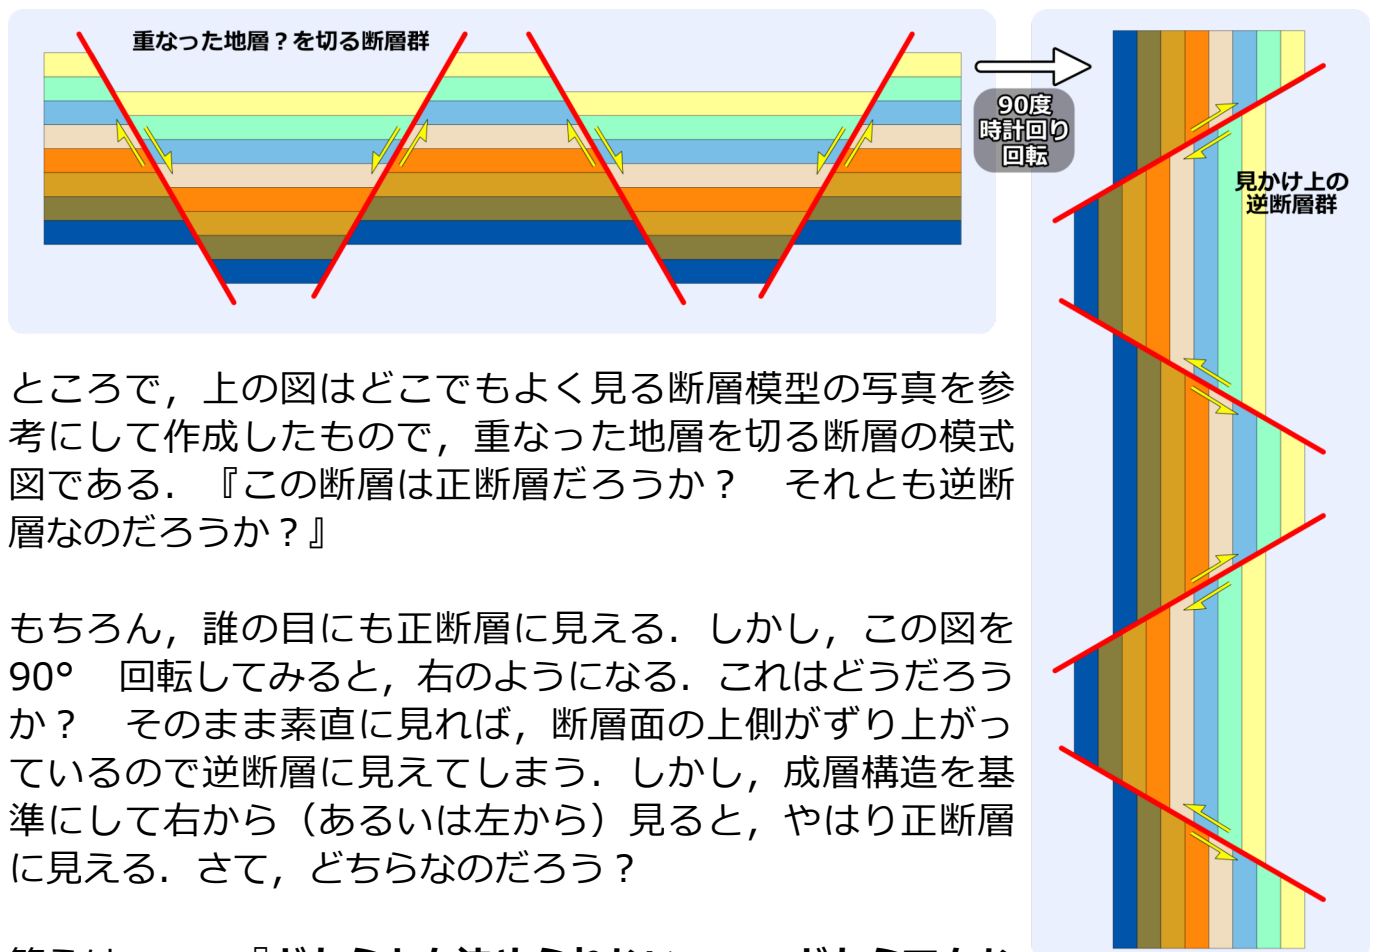 重なった地層？を切る断層群
90度
時計回り
回転
見かけ上の
逆断層群
ところで，上の図はどこでもよく見る断層模型の写真を参
考にして作成したもので，重なった地層を切る断層の模式
図である．『この断層は正断層だろうか？　それとも逆断
層なのだろうか？』
もちろん，誰の目にも正断層に見える．しかし，この図を
90°　回転してみると，右のようになる．これはどうだろう
か？　そのまま素直に見れば，断層面の上側がずり上がっ
ているので逆断層に見えてしまう．しかし，成層構造を基
準にして右から（あるいは左から）見ると，やはり正断層
に見える．さて，どちらなのだろう？